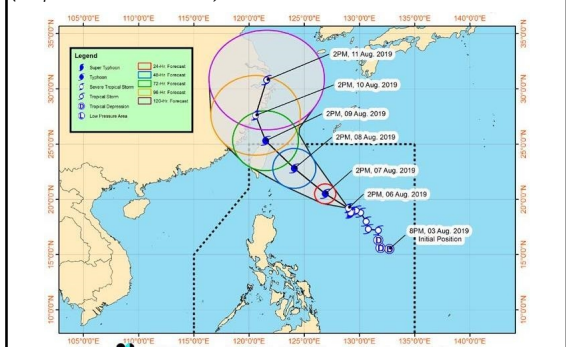 105°0'0"E 110°0'0"E 115°0'0"E 120°0'0"E 125°0'0"E 130°0'0"E 135°0'0"E 140°0'0"E
Legend
Super Typhoon
Typhoon
Severe Tropical Storm
Tropical Storm
Tropical Depression
Low Pressure Area
24-Hr. Forecast
48-Hr. Forecast
72-Hr. Forecast
96-Hr. Forecast
120-Hr. Forecast
2PM, 11 Aug. 2019
2PM, 10 Aug. 2019
2PM, 09 Aug. 2019
2PM, 08 Aug. 2019
2PM, 07 Aug. 2019
2PM, 06 Aug. 2019
8PM, 03 Aug. 2019
Initial Position
35°0'0"N
30°0'0"N
25°0'0"N
20°0'0"N
15°0'0"N
10°0'0"N
105°0'0"E 110°0'0"E 115°0'0"E 120°0'0"E 125°0'0"E 130°0'0"E 135°0'0"E 140°0'0"E